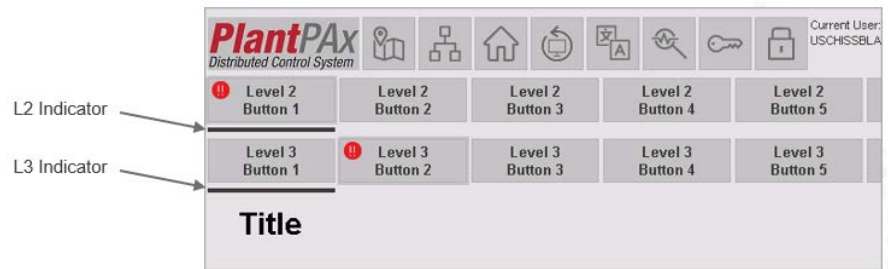 PlantPAx
Distributed Control System
Current User:
USCHISSBLA
L2 Indicator
Level 2
Button 1
Level 2
Button 2
Level 2
Button 3
Level 2
Button 4
Level 2
Button 5
L3 Indicator
Level 3
Button 1
Level 3
Button 2
Level 3
Button 3
Level 3
Button 4
Level 3
Button 5
Title